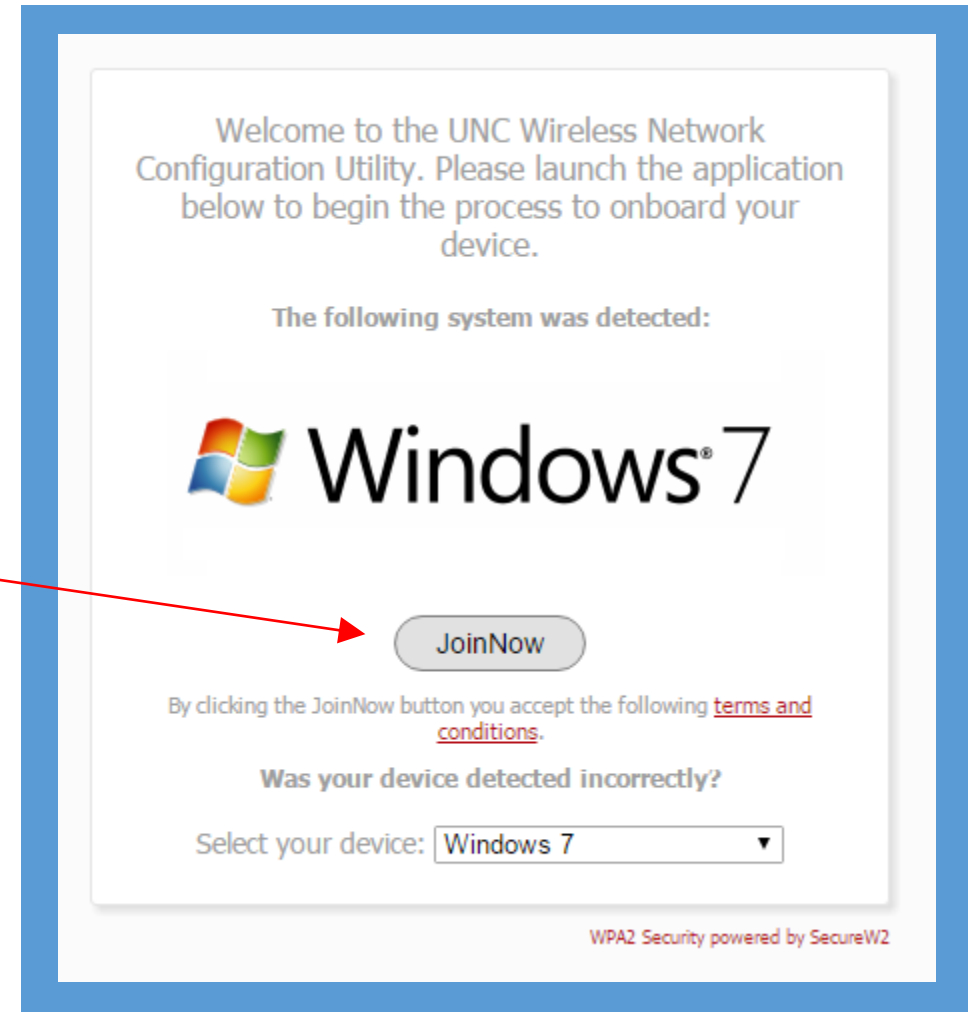 Welcome to the UNC Wireless Network
Configuration Utility. Please launch the application
below to begin the process to onboard your
device.
The following system was detected:
Windows® 7
JoinNow
By clicking the JoinNow button you accept the following terms and
conditions.
Was your device detected incorrectly?
Select your device: Windows 7
WPA2 Security powered by SecureW2